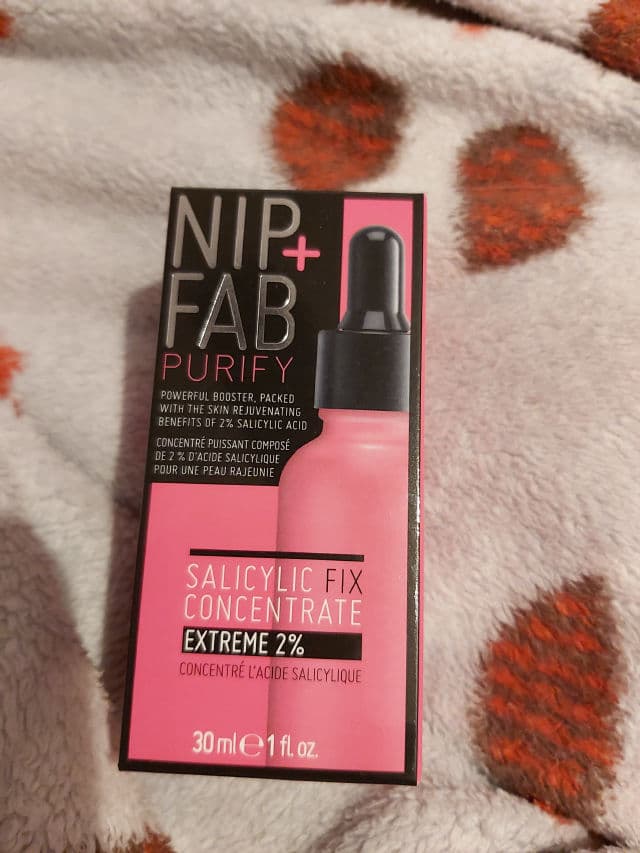 NIP+
FAB
PURIFY
POWERFUL BOOSTER, PACKED
WITH THE SKIN REJUVENATING
BENEFITS OF 2% SALICYLIC ACID
CONCENTRÉ PUISSANT COMPOSÉ
DE 2 % D'ACIDE SALICYLIQUE
POUR UNE PEAU RAJEUNIE
SALICYLIC FIX
CONCENTRATE
EXTREME 2%
CONCENTRÉ L'ACIDE SALICYLIQUE
30 ml ℮ 1 fl. oz.